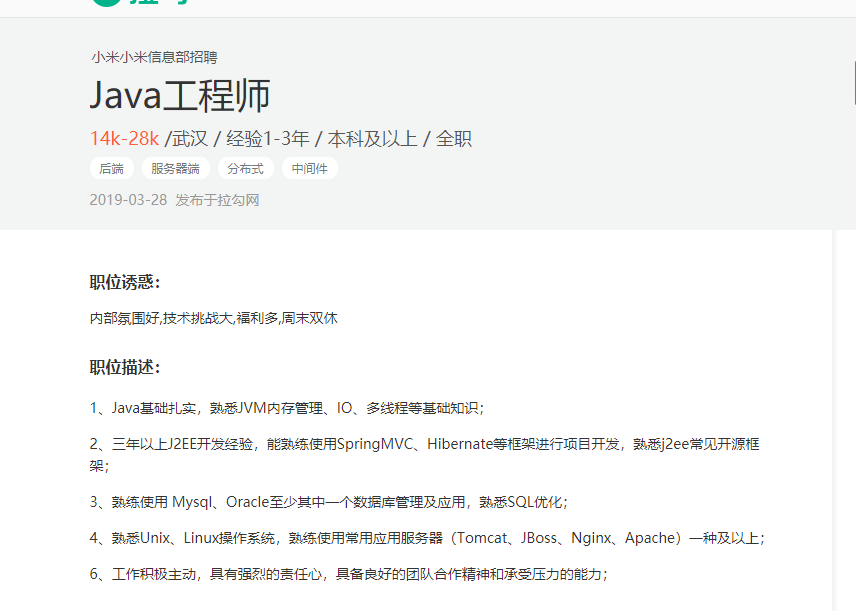 小米小米信息部招聘
Java工程师
14k-28k /武汉 / 经验1-3年 / 本科及以上 / 全职
后端 服务器端 分布式 中间件
2019-03-28 发布于拉勾网
职位诱惑：
内部氛围好,技术挑战大,福利多,周末双休
职位描述：
1、Java基础扎实，熟悉JVM内存管理、IO、多线程等基础知识；
2、三年以上J2EE开发经验，能熟练使用SpringMVC、Hibernate等框架进行项目开发，熟悉j2ee常见开源框
架；
3、熟练使用 Mysql、Oracle至少其中一个数据库管理及应用，熟悉SQL优化；
4、熟悉Unix、Linux操作系统，熟练使用常用应用服务器（Tomcat、JBoss、Nginx、Apache）一种及以上；
6、工作积极主动，具有强烈的责任心，具备良好的团队合作精神和承受压力的能力；